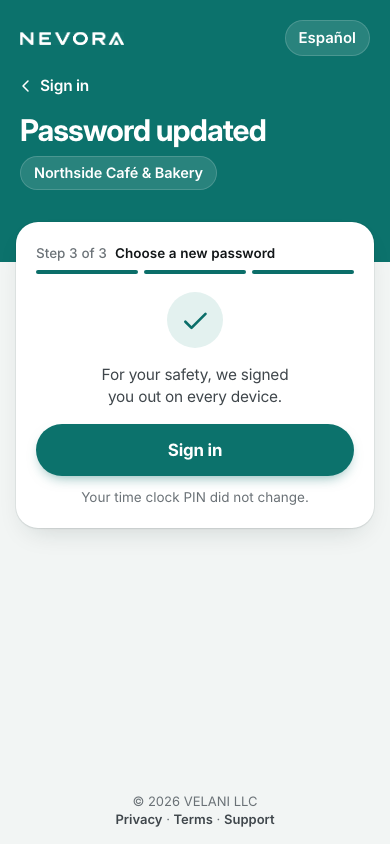 NEVORA
Español
Sign in
Password updated
Northside Café & Bakery
Step 3 of 3 Choose a new password
For your safety, we signed
you out on every device.
Sign in
Your time clock PIN did not change.
© 2026 VELANI LLC
Privacy · Terms · Support